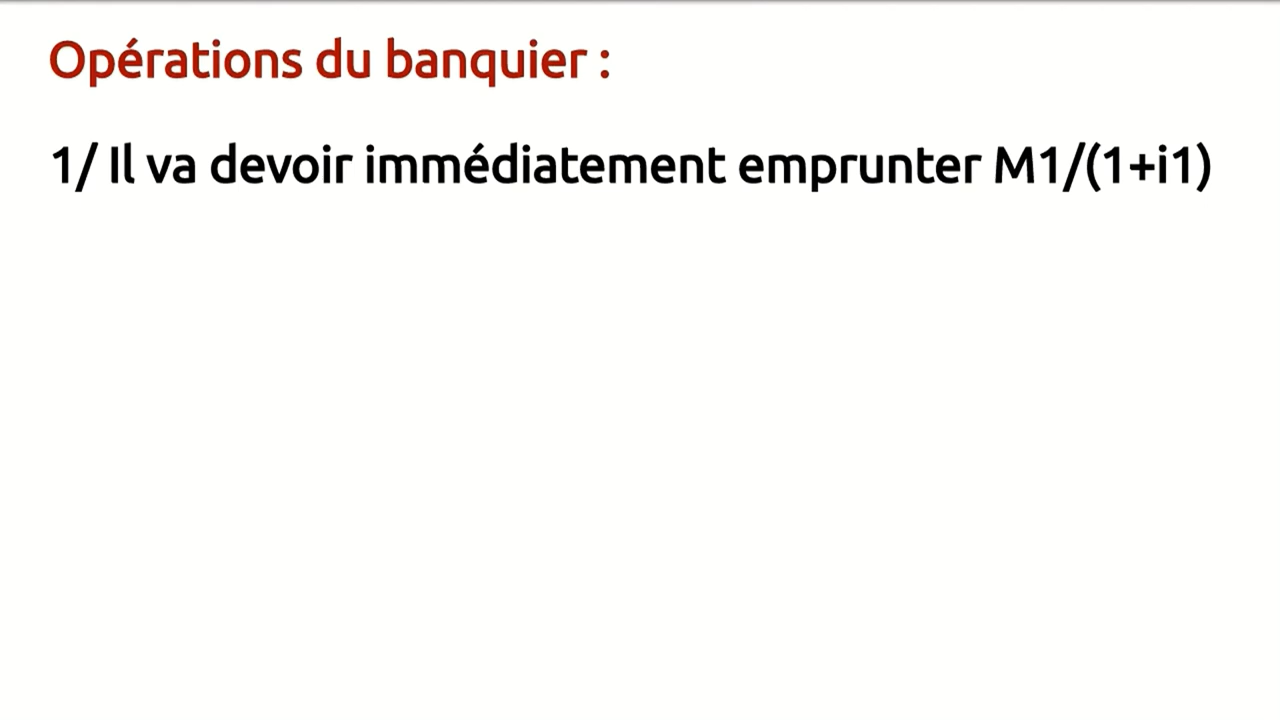 Opérations du banquier :
1/ Il va devoir immédiatement emprunter M1/(1+i1)